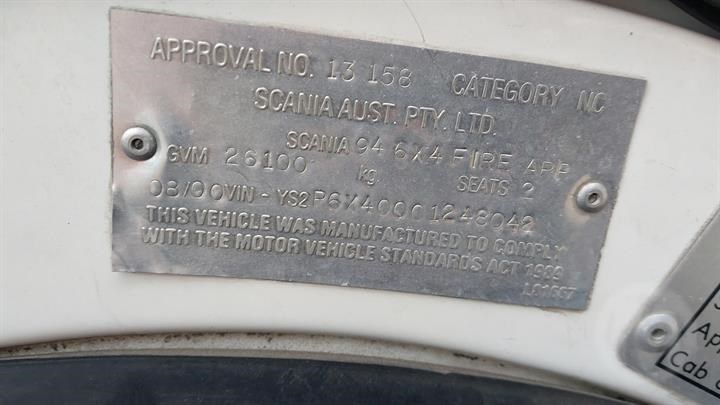 APPROVAL NO. 13 158 CATEGORY NC
SCANIA AUST. PTY. LTD.
SCANIA 94 6X4 FIRE APP
GVM 26100 kg SEATS 2
08/00 VIN - YS2P6X40001248042
THIS VEHICLE WAS MANUFACTURED TO COMPLY
WITH THE MOTOR VEHICLE STANDARDS ACT 1989
Cab